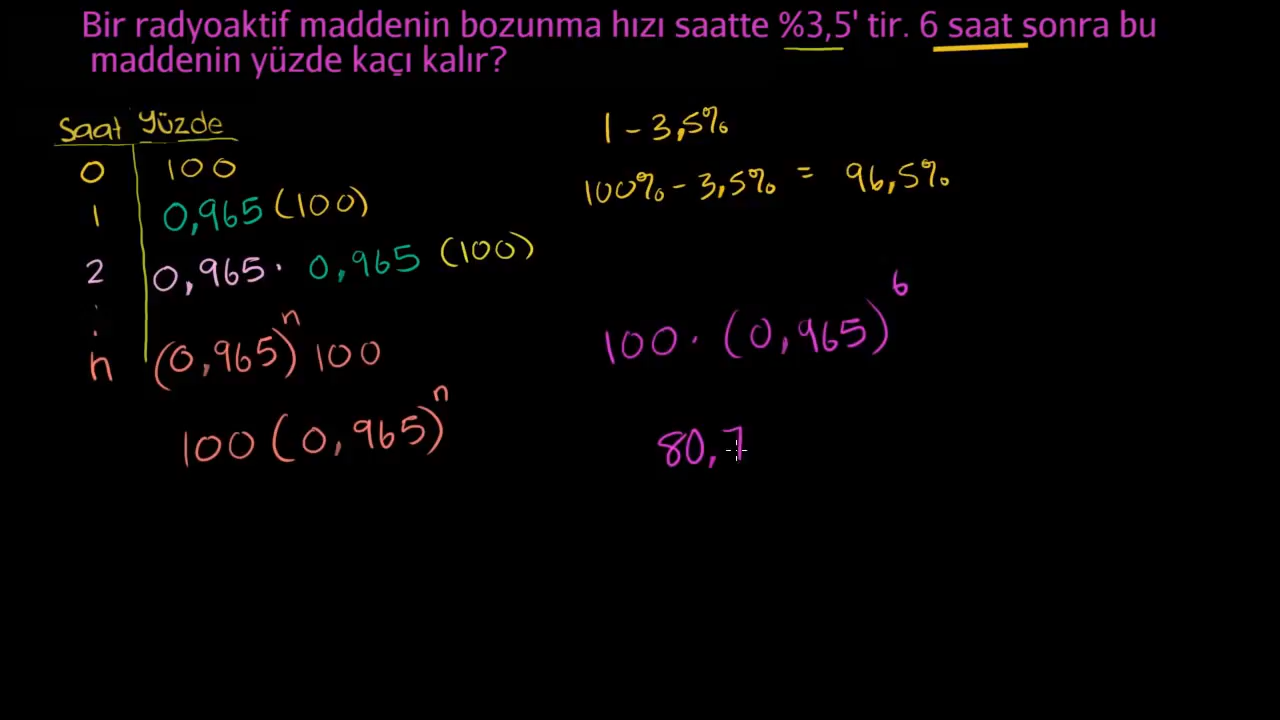 Bir radyoaktif maddenin bozunma hızı saatte %3,5' tir. 6 saat sonra bu
maddenin yüzde kaçı kalır?
Saat Yüzde
0 100
1 0,965 (100)
2 0,965 · 0,965 (100)
n (0,965)ⁿ 100
100 (0,965)ⁿ
1 - 3,5%
100% - 3,5% = 96,5%
100 · (0,965)⁶
80,7